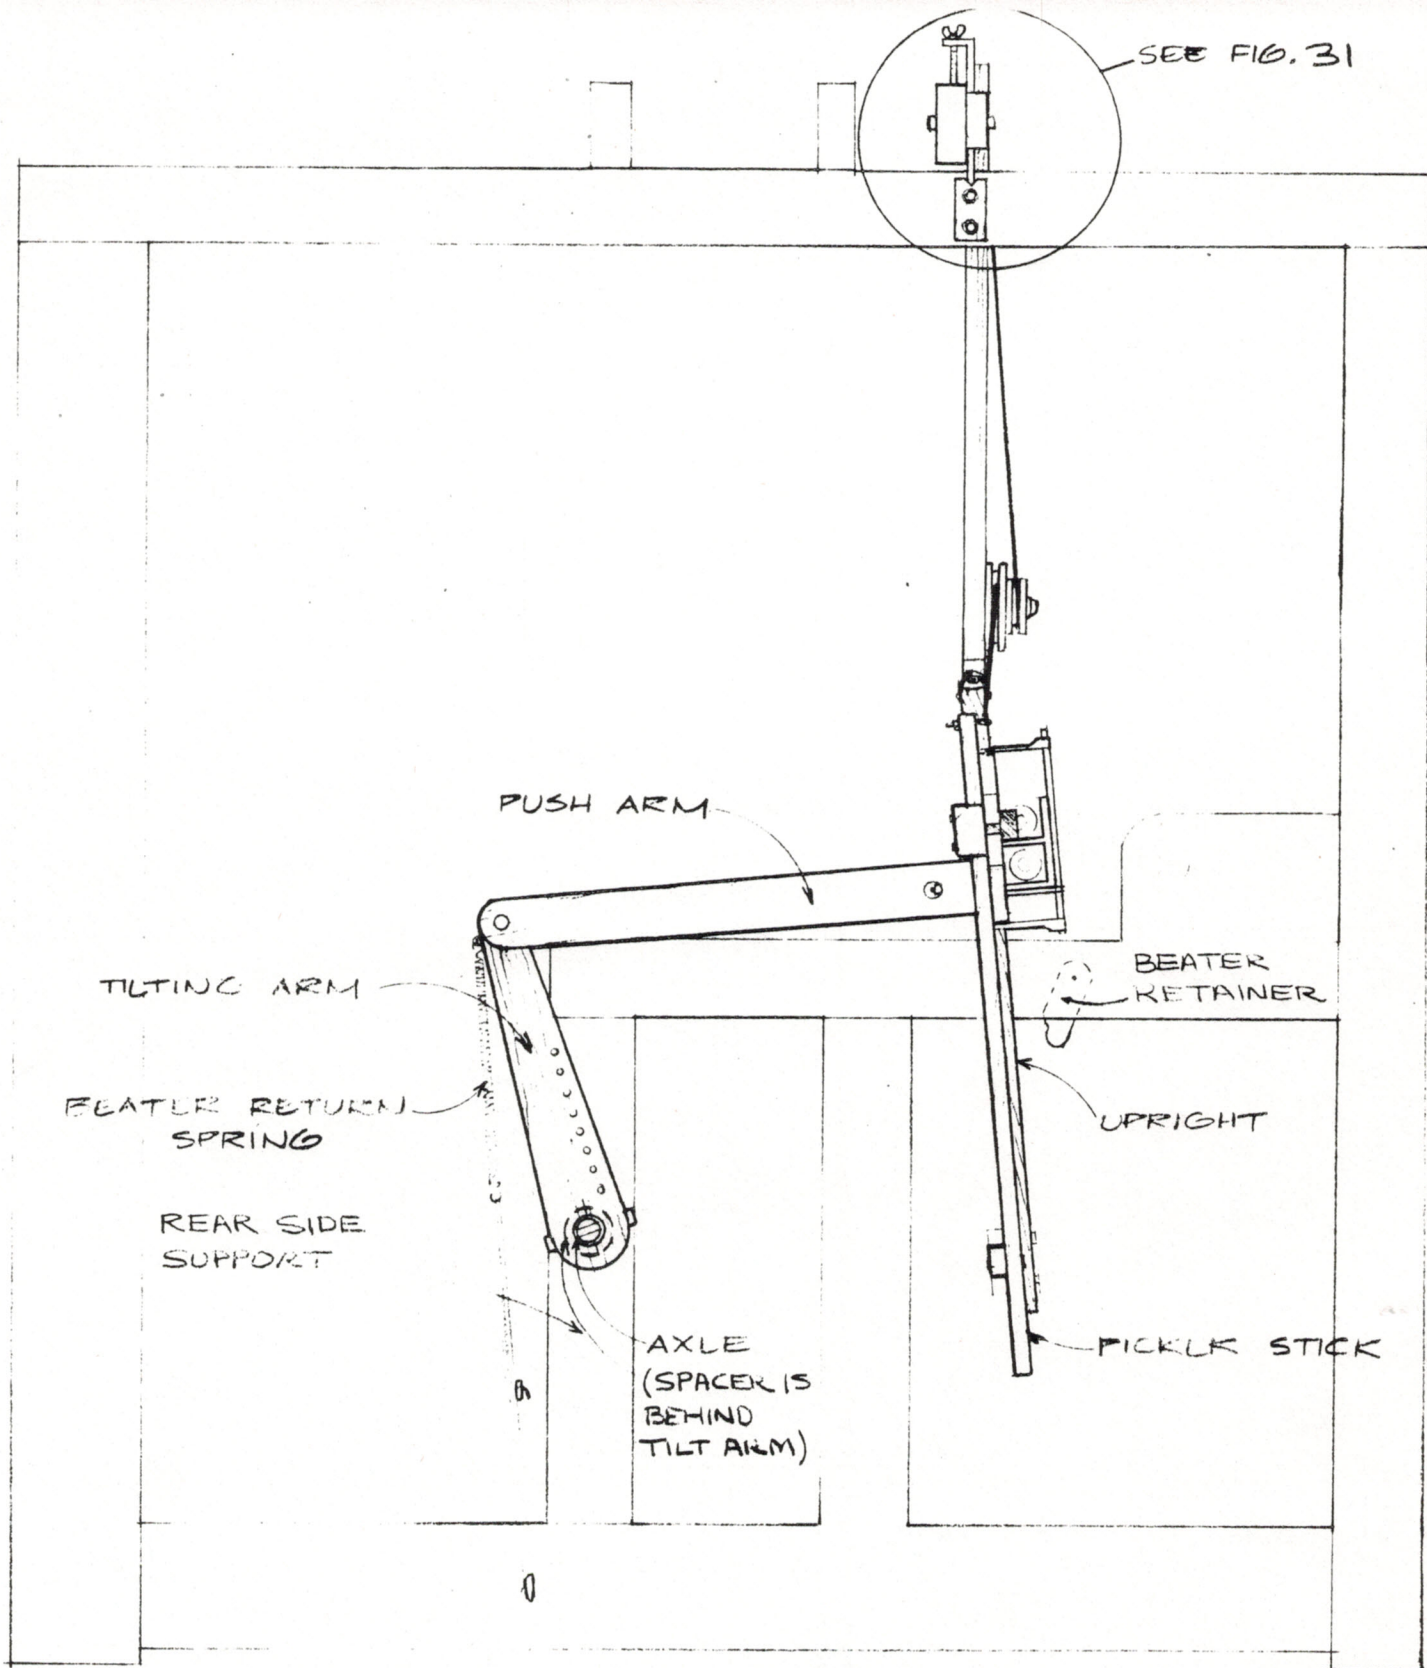 SEE FIG. 31
PUSH ARM
TILTING ARM
BEATER
RETAINER
BEATER RETURN
SPRING
UPRIGHT
REAR SIDE
SUPPORT
AXLE
(SPACER IS
BEHIND
TILT ARM)
PICKER STICK